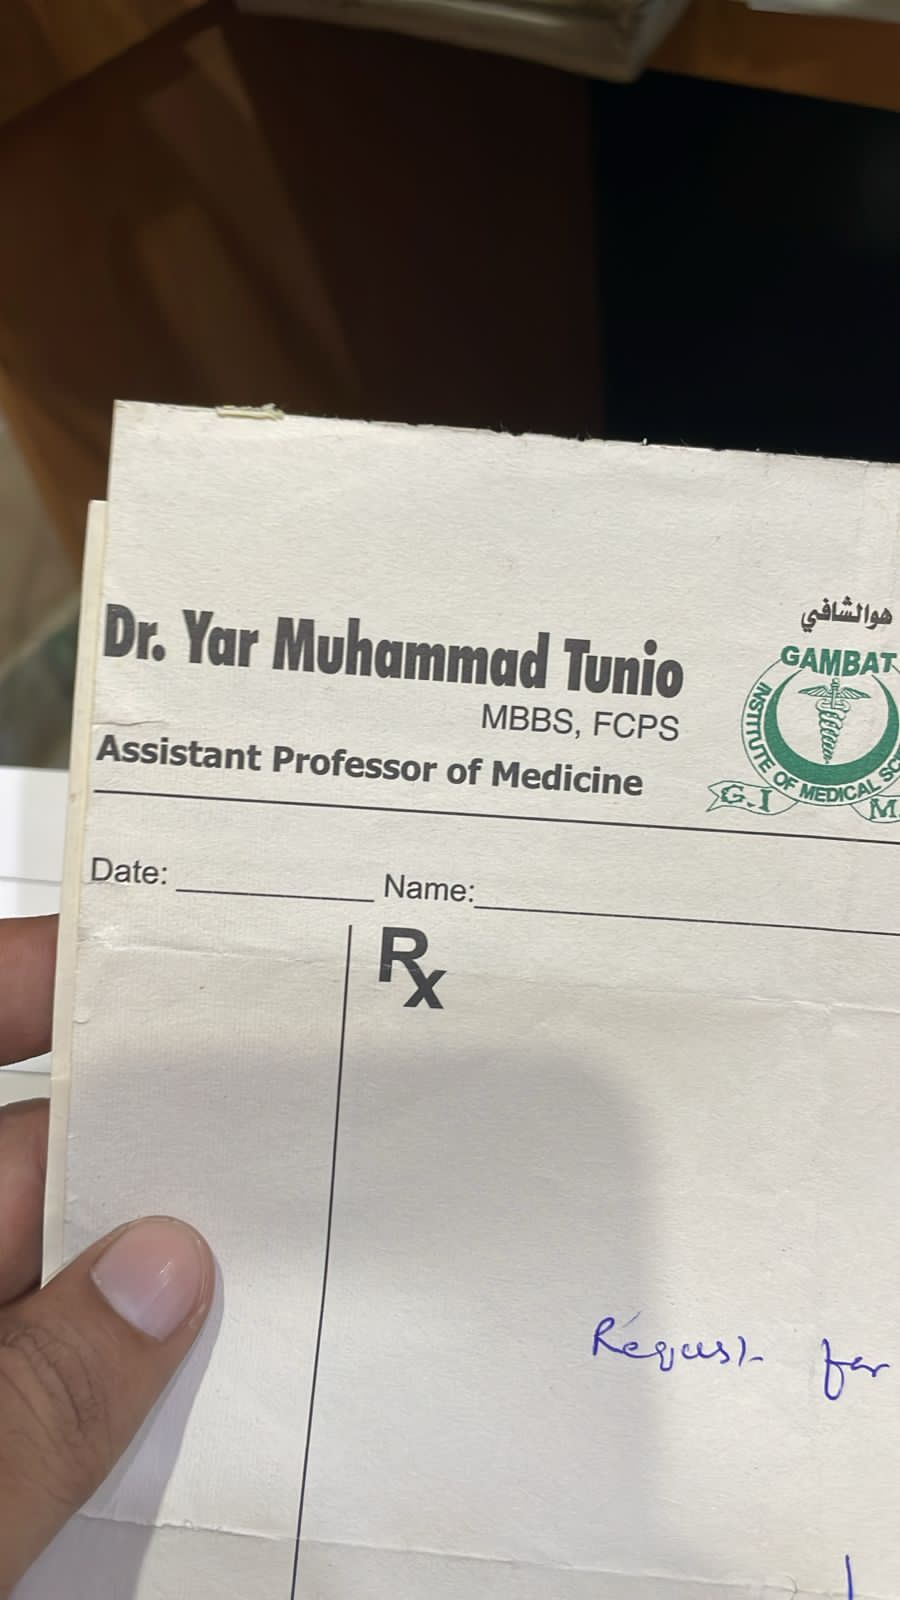 هوالشافي
Dr. Yar Muhammad Tunio
MBBS, FCPS
Assistant Professor of Medicine
GAMBAT
INSTITUTE OF MEDICAL
G.I
M.
Date:
Name:
Rx
Request for